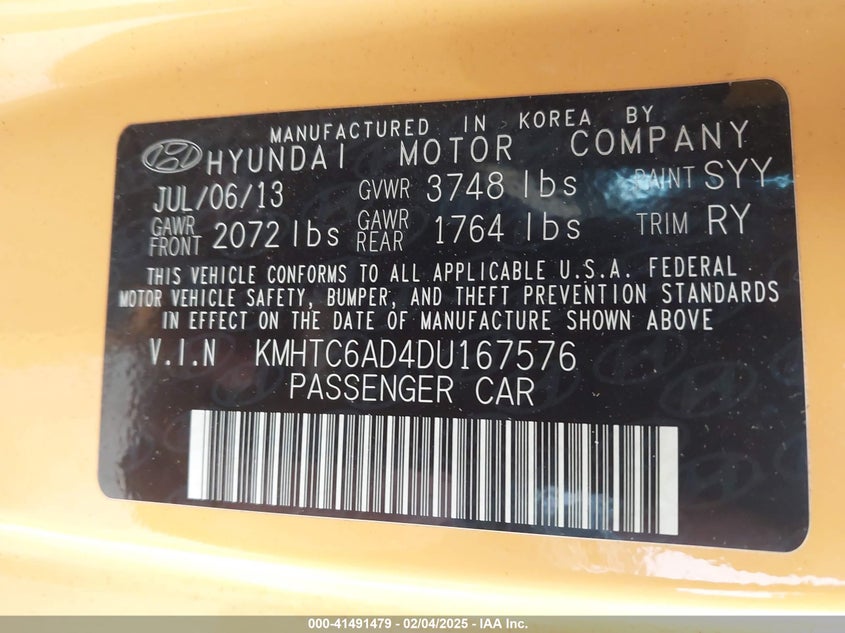 MANUFACTURED IN KOREA BY
HYUNDAI MOTOR COMPANY
JUL/06/13 GVWR 3748 lbs PAINT SYY
GAWR FRONT 2072 lbs GAWR REAR 1764 lbs TRIM RY
THIS VEHICLE CONFORMS TO ALL APPLICABLE U.S.A. FEDERAL
MOTOR VEHICLE SAFETY, BUMPER, AND THEFT PREVENTION STANDARDS
IN EFFECT ON THE DATE OF MANUFACTURE SHOWN ABOVE
V.I.N KMHTC6AD4DU167576
PASSENGER CAR
000-41491479 — 02/04/2025 — IAA Inc.